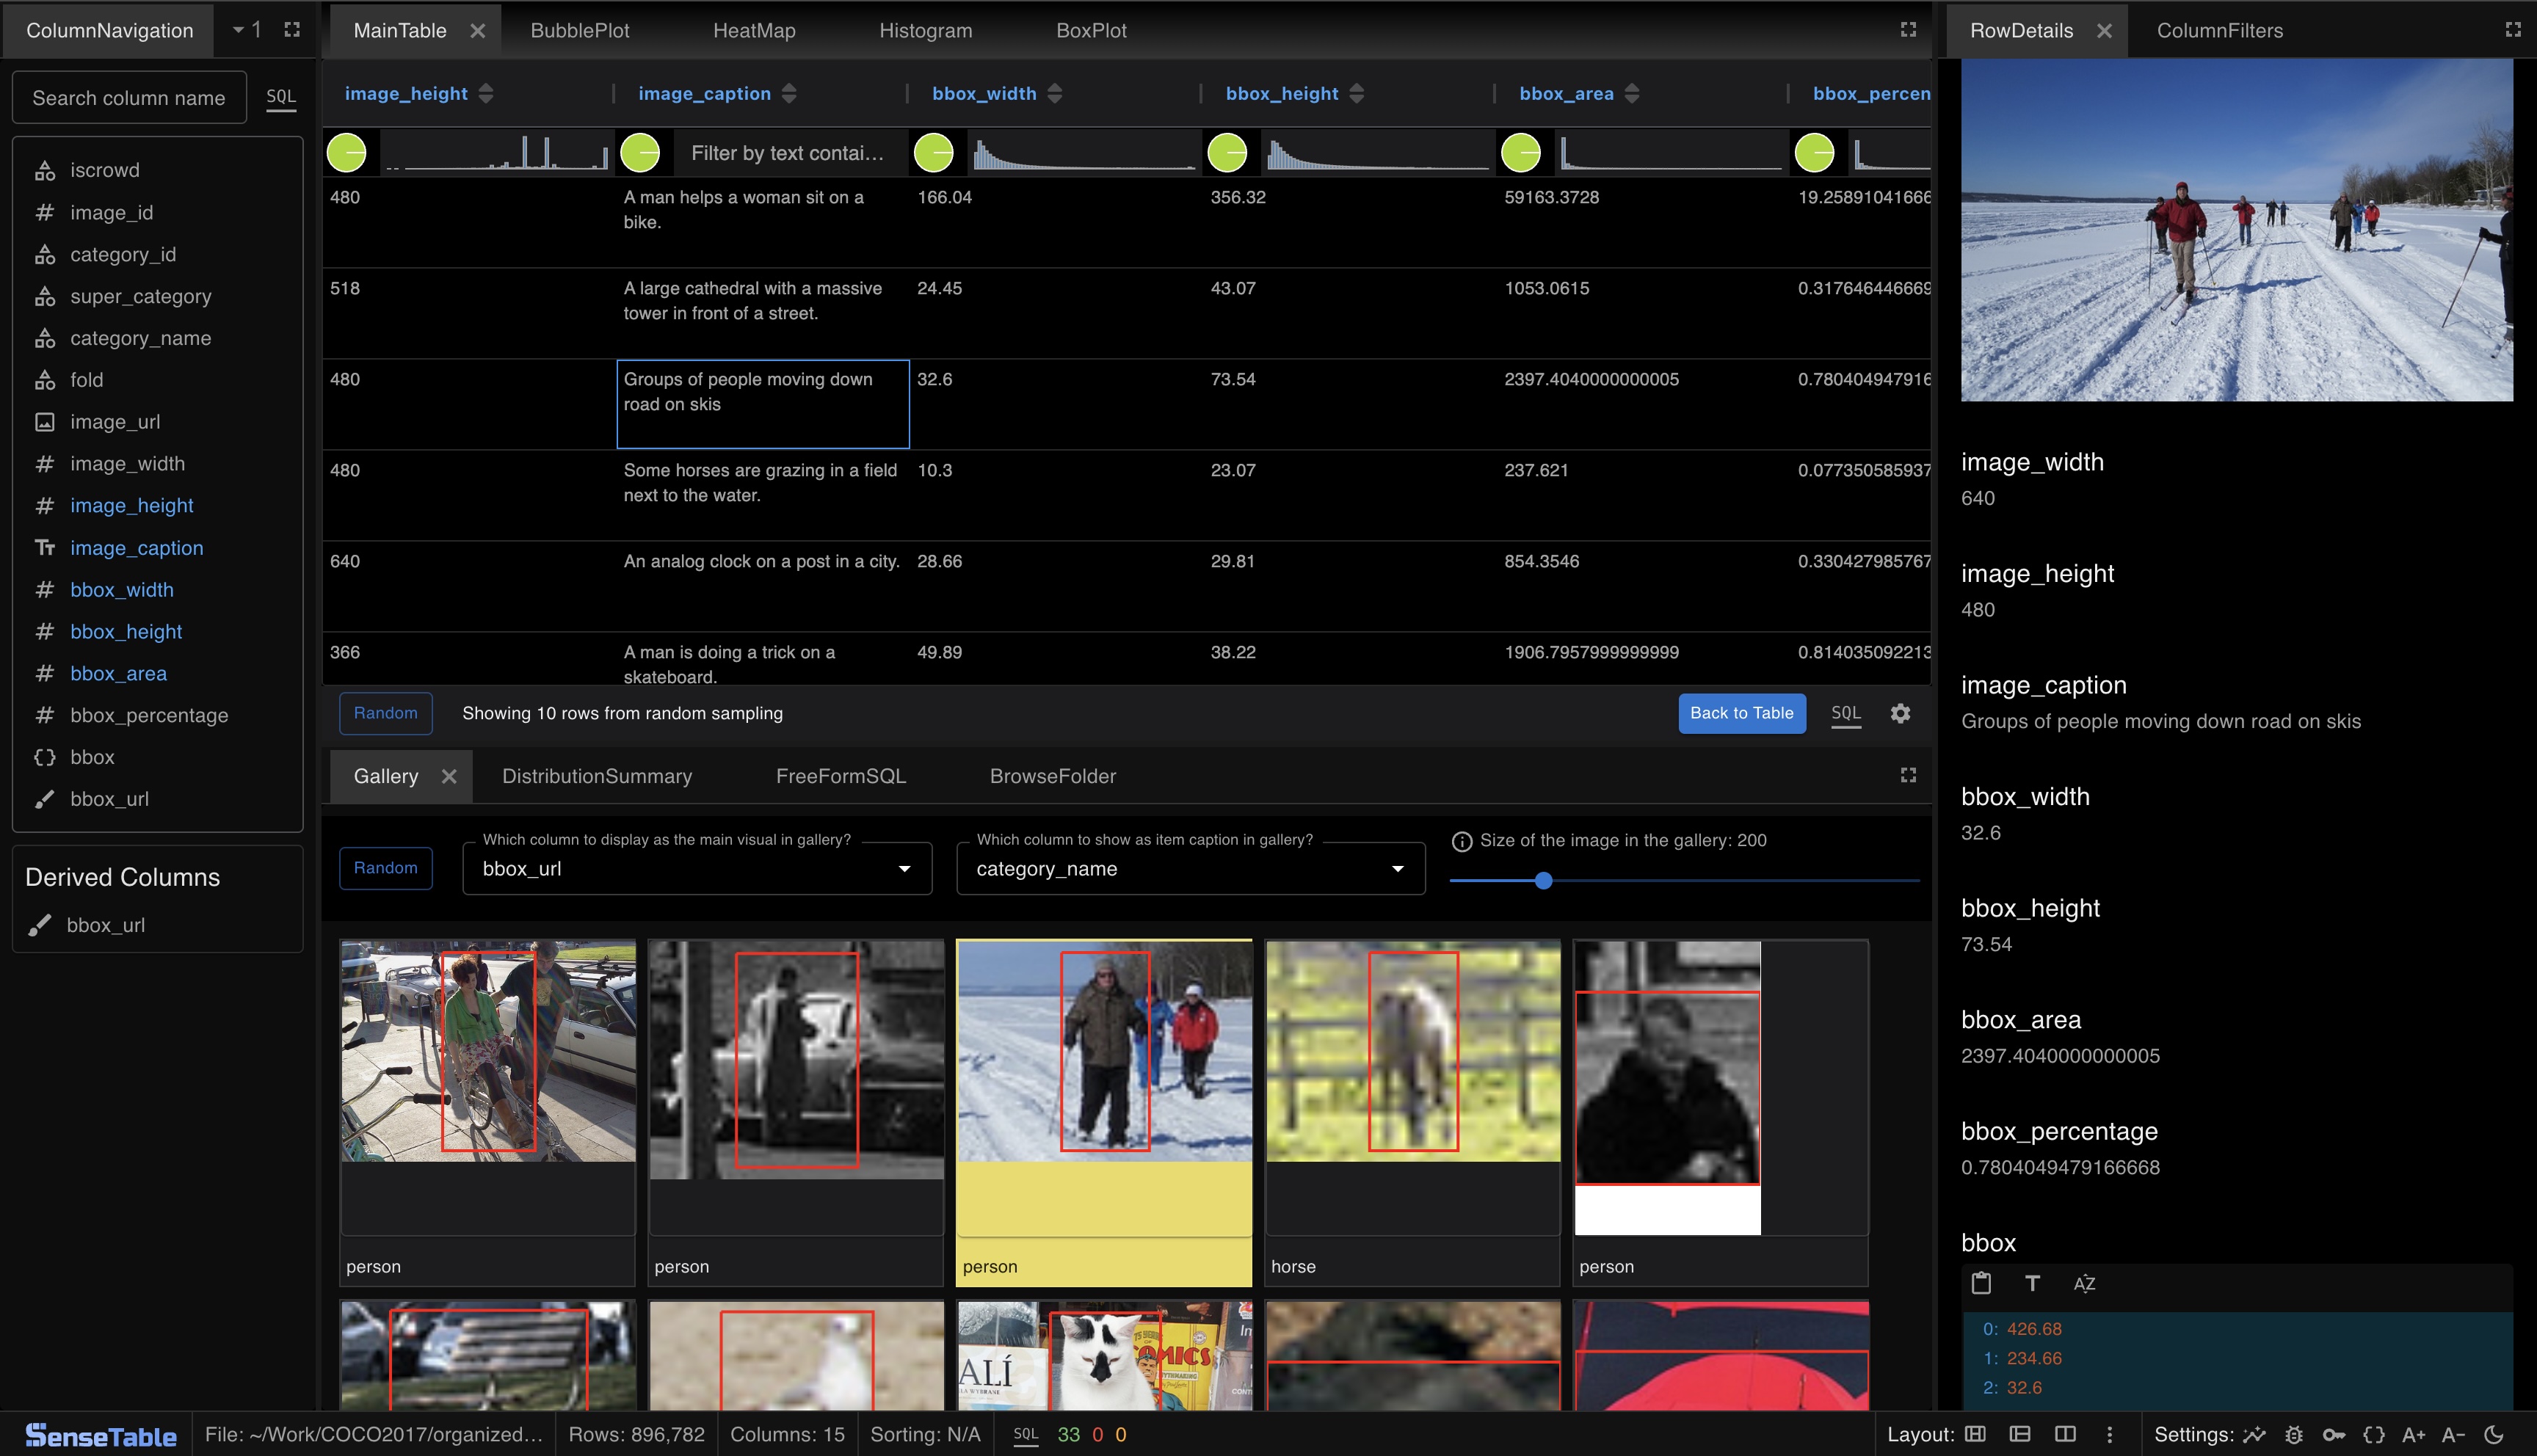 ColumnNavigation
1
Search column name
SQL
iscrowd
image_id
category_id
super_category
category_name
fold
image_url
image_width
image_height
image_caption
bbox_width
bbox_height
bbox_area
bbox_percentage
bbox
bbox_url
Derived Columns
bbox_url
MainTable
BubblePlot
HeatMap
Histogram
BoxPlot
image_height
image_caption
bbox_width
bbox_height
bbox_area
bbox_percen
Filter by text contai...
480
A man helps a woman sit on a
bike.
166.04
356.32
59163.3728
19.25891041666
518
A large cathedral with a massive
tower in front of a street.
24.45
43.07
1053.0615
0.317646446669
480
Groups of people moving down
road on skis
32.6
73.54
2397.4040000000005
0.780404947916
480
Some horses are grazing in a field
next to the water.
10.3
23.07
237.621
0.077350585937
640
An analog clock on a post in a city.
28.66
29.81
854.3546
0.330427985767
366
A man is doing a trick on a
skateboard.
49.89
38.22
1906.7957999999999
0.814035092213
Random
Showing 10 rows from random sampling
Back to Table
SQL
Gallery
DistributionSummary
FreeFormSQL
BrowseFolder
Random
Which column to display as the main visual in gallery?
bbox_url
Which column to show as item caption in gallery?
category_name
Size of the image in the gallery: 200
person
person
person
horse
person
ALÍ
OMICS
RowDetails
ColumnFilters
image_width
640
image_height
480
image_caption
Groups of people moving down road on skis
bbox_width
32.6
bbox_height
73.54
bbox_area
2397.4040000000005
bbox_percentage
0.7804049479166668
bbox
T
AZ
0: 426.68
1: 234.66
2: 32.6
SenseTable
File: ~/Work/COCO2017/organized...
Rows: 896,782
Columns: 15
Sorting: N/A
SQL
33 0 0
Layout:
Settings:
A+ A-